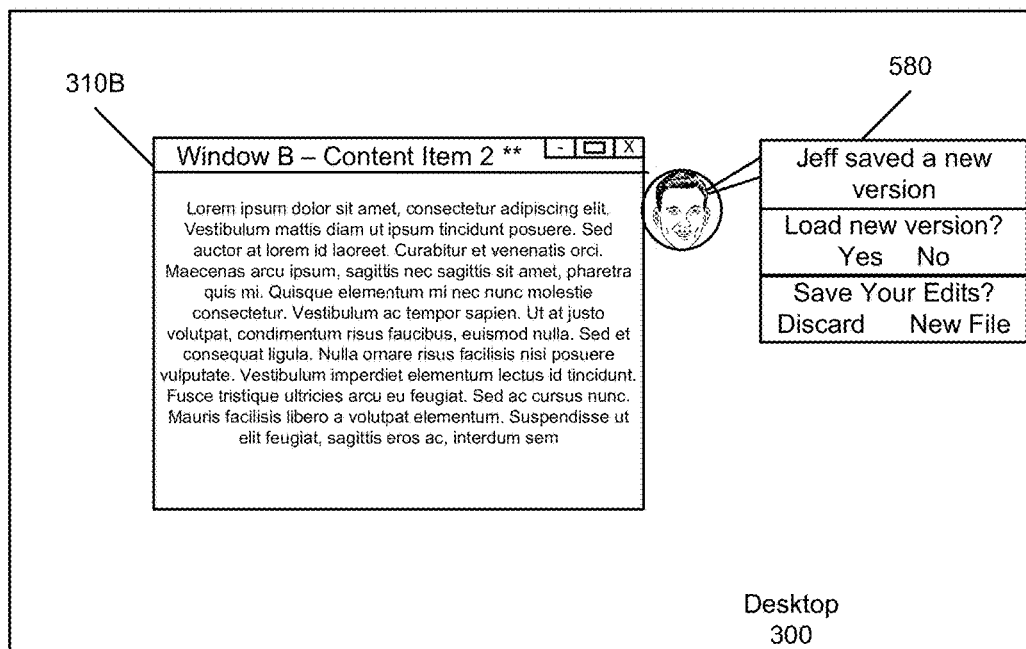 310B
580
Window B – Content Item 2 **
- X
Lorem ipsum dolor sit amet, consectetur adipiscing elit.
Vestibulum mattis diam ut ipsum tincidunt posuere. Sed
auctor at lorem id laoreet. Curabitur et venenatis orci.
Maecenas arcu ipsum, sagittis nec sagittis sit amet, pharetra
quis mi. Quisque elementum mi nec nunc molestie
consectetur. Vestibulum ac tempor sapien. Ut at justo
volutpat, condimentum risus faucibus, euismod nulla. Sed et
consequat ligula. Nulla ornare risus facilisis nisi posuere
vulputate. Vestibulum imperdiet elementum lectus id tincidunt.
Fusce tristique ultricies arcu eu feugiat. Sed ac cursus nunc.
Mauris facilisis libero a volutpat elementum. Suspendisse ut
elit feugiat, sagittis eros ac, interdum sem
Jeff saved a new
version
Load new version?
Yes No
Save Your Edits?
Discard New File
Desktop
300